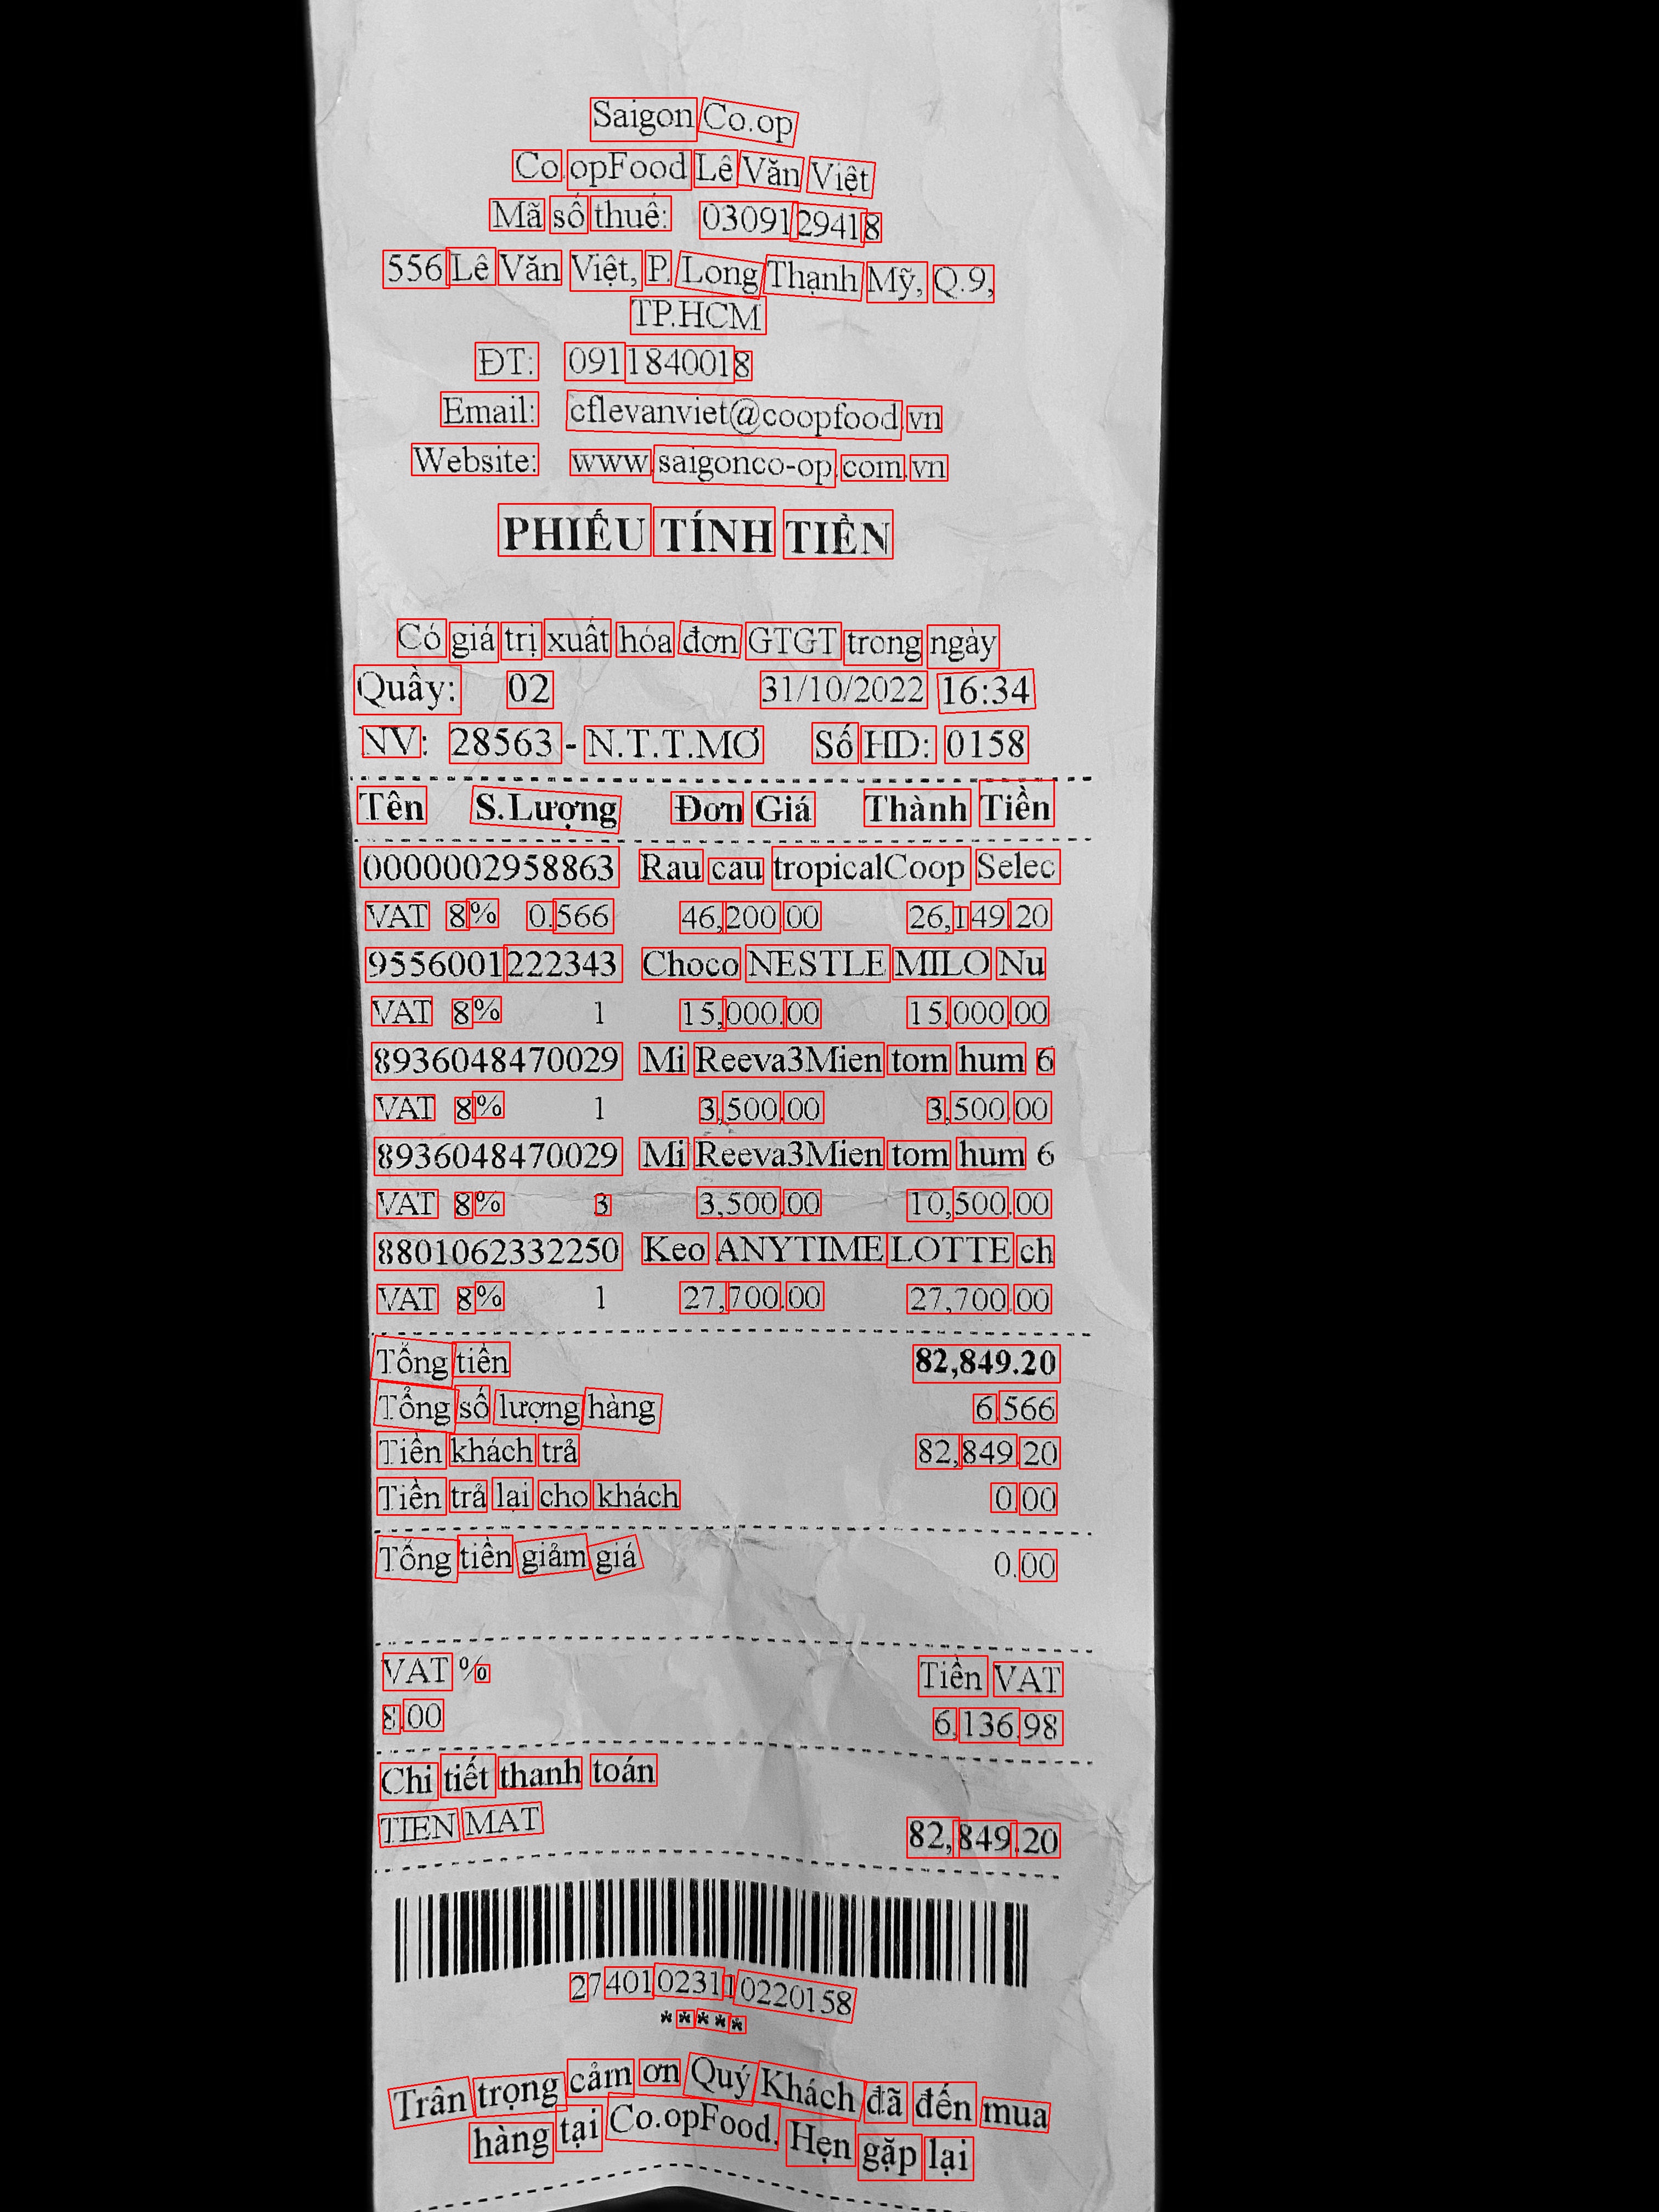 Saigon Co.op
Co.opFood Lê Văn Việt
Mã số thuế: 0309129418
556 Lê Văn Việt, P. Long Thạnh Mỹ, Q.9,
TP.HCM
ĐT: 0911840018
Email: cflevanviet@coopfood.vn
Website: www.saigonco-op.com.vn
PHIẾU TÍNH TIỀN
Có giá trị xuất hóa đơn GTGT trong ngày
Quầy: 02 31/10/2022 16:34
NV: 28563 - N.T.T.MƠ Số HD: 0158
Tên S.Lượng Đơn Giá Thành Tiền
0000002958863 Rau cau tropicalCoop Selec
VAT 8% 0.566 46,200.00 26,149.20
9556001222343 Choco NESTLE MILO Nu
VAT 8% 1 15,000.00 15,000.00
8936048470029 Mi Reeva3Mien tom hum 6
VAT 8% 1 3,500.00 3,500.00
8936048470029 Mi Reeva3Mien tom hum 6
VAT 8% 3 3,500.00 10,500.00
8801062332250 Keo ANYTIME LOTTE ch
VAT 8% 1 27,700.00 27,700.00
Tổng tiền 82,849.20
Tổng số lượng hàng 6.566
Tiền khách trả 82,849.20
Tiền trả lại cho khách 0.00
Tổng tiền giảm giá 0.00
VAT % Tiền VAT
8.00 6,136.98
Chi tiết thanh toán
TIEN MAT 82,849.20
27401023110220158
*****
Trân trọng cảm ơn Quý Khách đã đến mua
hàng tại Co.opFood. Hẹn gặp lại